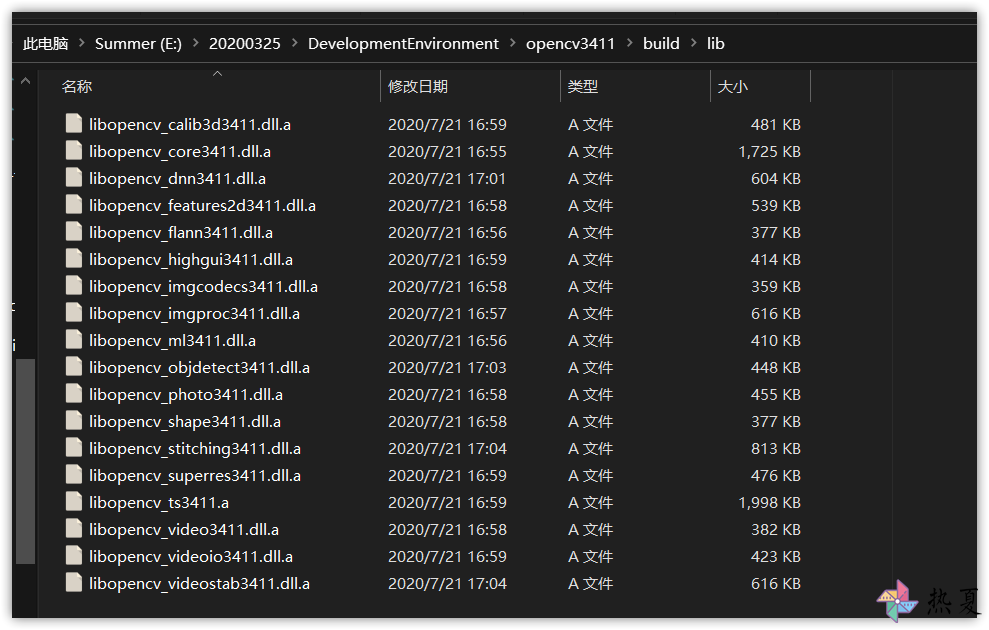 此电脑 > Summer (E:) > 20200325 > DevelopmentEnvironment > opencv3411 > build > lib
名称 修改日期 类型 大小
libopencv_calib3d3411.dll.a 2020/7/21 16:59 A 文件 481 KB
libopencv_core3411.dll.a 2020/7/21 16:55 A 文件 1,725 KB
libopencv_dnn3411.dll.a 2020/7/21 17:01 A 文件 604 KB
libopencv_features2d3411.dll.a 2020/7/21 16:58 A 文件 539 KB
libopencv_flann3411.dll.a 2020/7/21 16:56 A 文件 377 KB
libopencv_highgui3411.dll.a 2020/7/21 16:59 A 文件 414 KB
libopencv_imgcodecs3411.dll.a 2020/7/21 16:58 A 文件 359 KB
libopencv_imgproc3411.dll.a 2020/7/21 16:57 A 文件 616 KB
libopencv_ml3411.dll.a 2020/7/21 16:56 A 文件 410 KB
libopencv_objdetect3411.dll.a 2020/7/21 17:03 A 文件 448 KB
libopencv_photo3411.dll.a 2020/7/21 16:58 A 文件 455 KB
libopencv_shape3411.dll.a 2020/7/21 16:58 A 文件 377 KB
libopencv_stitching3411.dll.a 2020/7/21 17:04 A 文件 813 KB
libopencv_superres3411.dll.a 2020/7/21 16:59 A 文件 476 KB
libopencv_ts3411.a 2020/7/21 16:59 A 文件 1,998 KB
libopencv_video3411.dll.a 2020/7/21 16:58 A 文件 382 KB
libopencv_videoio3411.dll.a 2020/7/21 16:59 A 文件 423 KB
libopencv_videostab3411.dll.a 2020/7/21 17:04 A 文件 616 KB
热夏